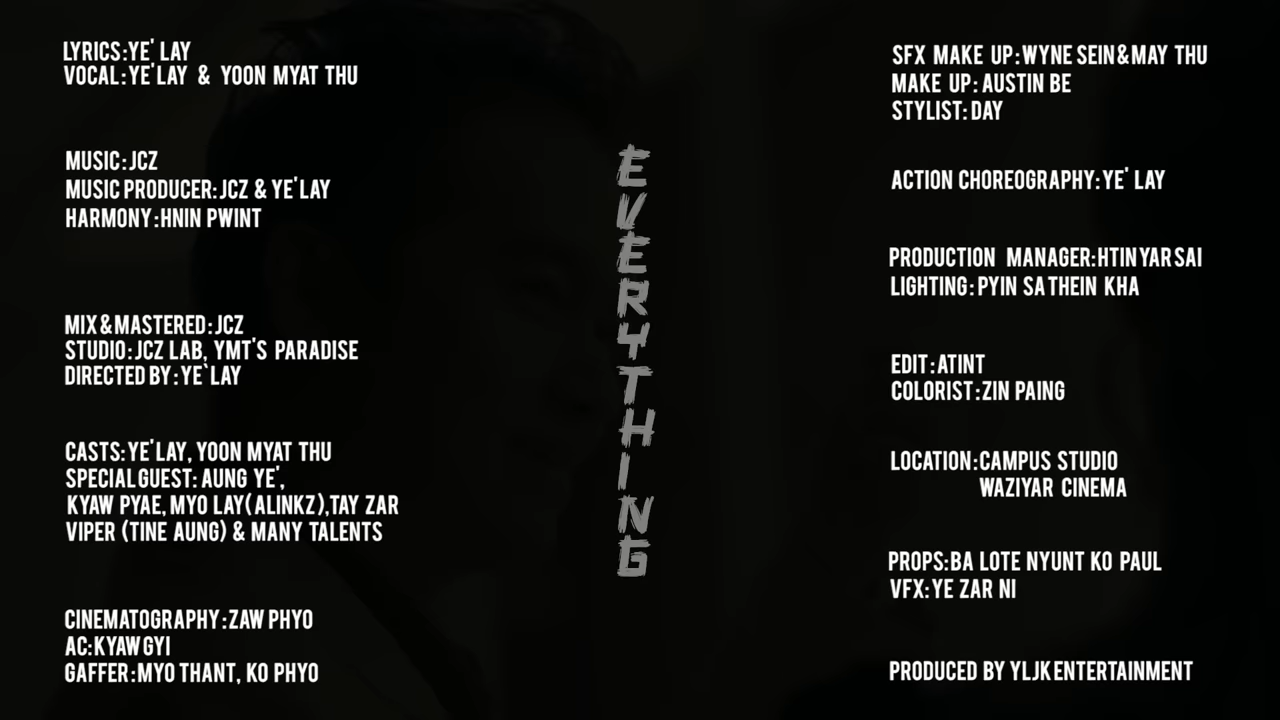 LYRICS:YE' LAY
VOCAL:YE'LAY & YOON MYAT THU
MUSIC:JCZ
MUSIC PRODUCER:JCZ & YE'LAY
HARMONY:HNIN PWINT
MIX&MASTERED:JCZ
STUDIO:JCZ LAB, YMT'S PARADISE
DIRECTED BY:YE`LAY
CASTS:YE'LAY, YOON MYAT THU
SPECIAL GUEST: AUNG YE',
KYAW PYAE, MYO LAY(ALINKZ),TAY ZAR
VIPER (TINE AUNG) & MANY TALENTS
CINEMATOGRAPHY:ZAW PHYO
AC:KYAW GYI
GAFFER:MYO THANT, KO PHYO
EVERYTHING
SFX MAKE UP:WYNE SEIN&MAY THU
MAKE UP: AUSTIN BE
STYLIST: DAY
ACTION CHOREOGRAPHY:YE' LAY
PRODUCTION MANAGER:HTIN YAR SAI
LIGHTING: PYIN SA THEIN KHA
EDIT:ATINT
COLORIST:ZIN PAING
LOCATION:CAMPUS STUDIO
WAZIYAR CINEMA
PROPS:BA LOTE NYUNT KO PAUL
VFX:YE ZAR NI
PRODUCED BY YLJK ENTERTAINMENT